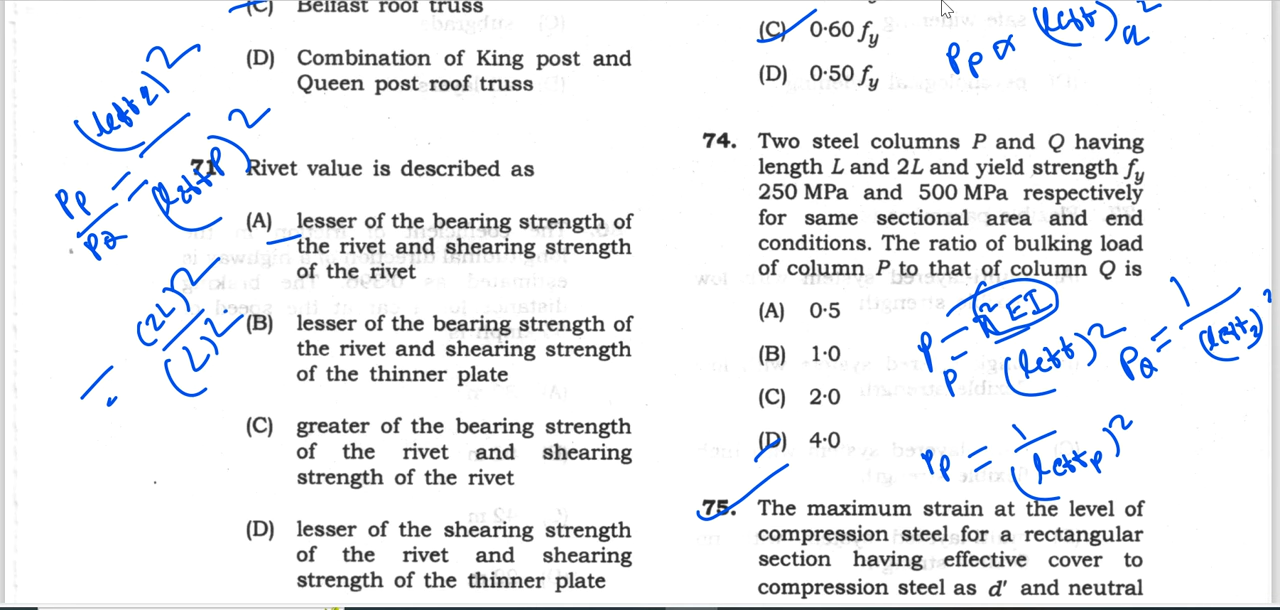 (C) Belfast roof truss
(D) Combination of King post and
Queen post roof truss
71. Rivet value is described as
(A) lesser of the bearing strength of
the rivet and shearing strength
of the rivet
(B) lesser of the bearing strength of
the rivet and shearing strength
of the thinner plate
(C) greater of the bearing strength
of the rivet and shearing
strength of the rivet
(D) lesser of the shearing strength
of the rivet and shearing
strength of the thinner plate
(leff2)²
Pp/PQ = (leffP)²
= (2L)²/(L)²
(C) 0·60 fy
(D) 0·50 fy
Pp ∝ (leff)²
74. Two steel columns P and Q having
length L and 2L and yield strength fy
250 MPa and 500 MPa respectively
for same sectional area and end
conditions. The ratio of bulking load
of column P to that of column Q is
(A) 0·5
(B) 1·0
(C) 2·0
(D) 4·0
P = π²EI
P = (leff)²
PQ = 1/(leff2)²
Pp = 1/(leffp)²
75. The maximum strain at the level of
compression steel for a rectangular
section having effective cover to
compression steel as d' and neutral